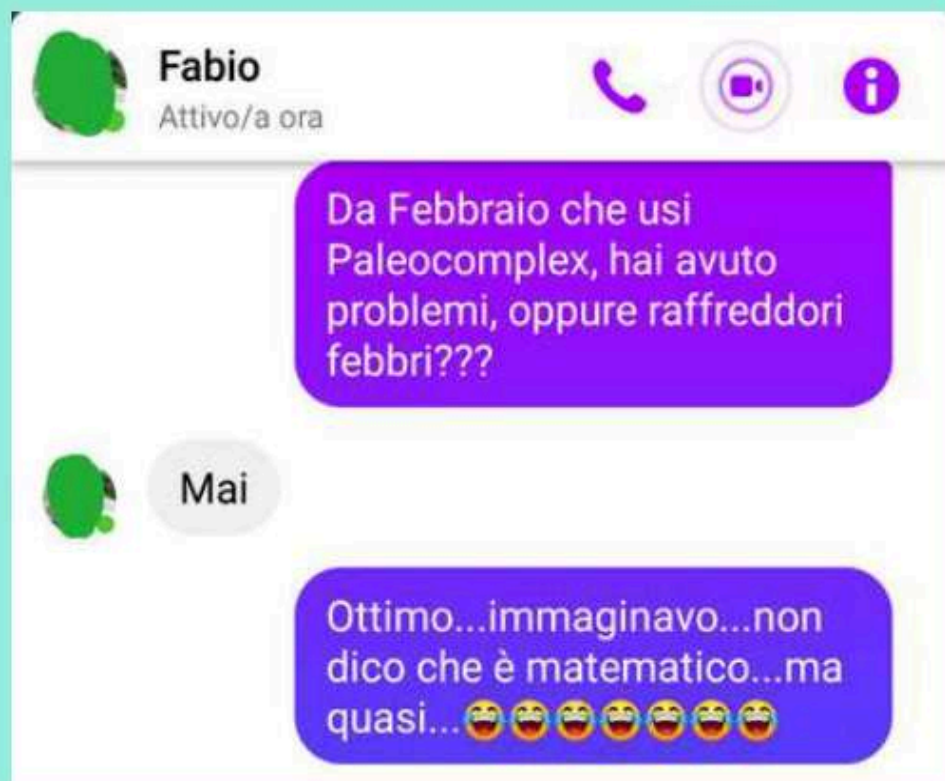 Fabio
Attivo/a ora
Da Febbraio che usi
Paleocomplex, hai avuto
problemi, oppure raffreddori
febbri???
Mai
Ottimo...immaginavo...non
dico che è matematico...ma
quasi...😂😂😂😂😂😂😂